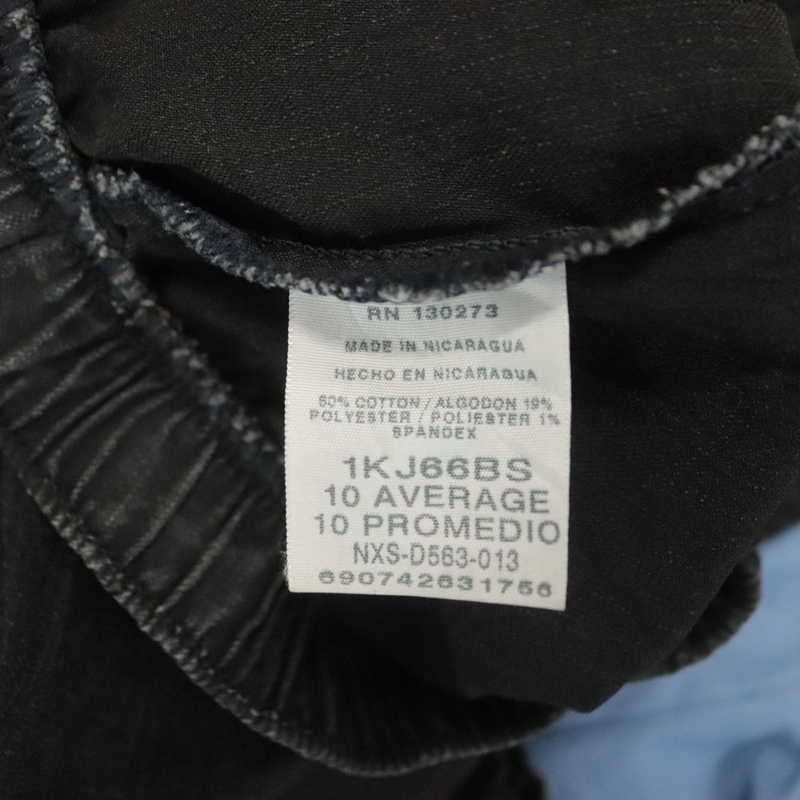 RN 130273
MADE IN NICARAGUA
HECHO EN NICARAGUA
80% COTTON / ALGODON 19%
POLYESTER / POLIESTER 1%
SPANDEX
1KJ66BS
10 AVERAGE
10 PROMEDIO
NXS-D563-013
690742631756